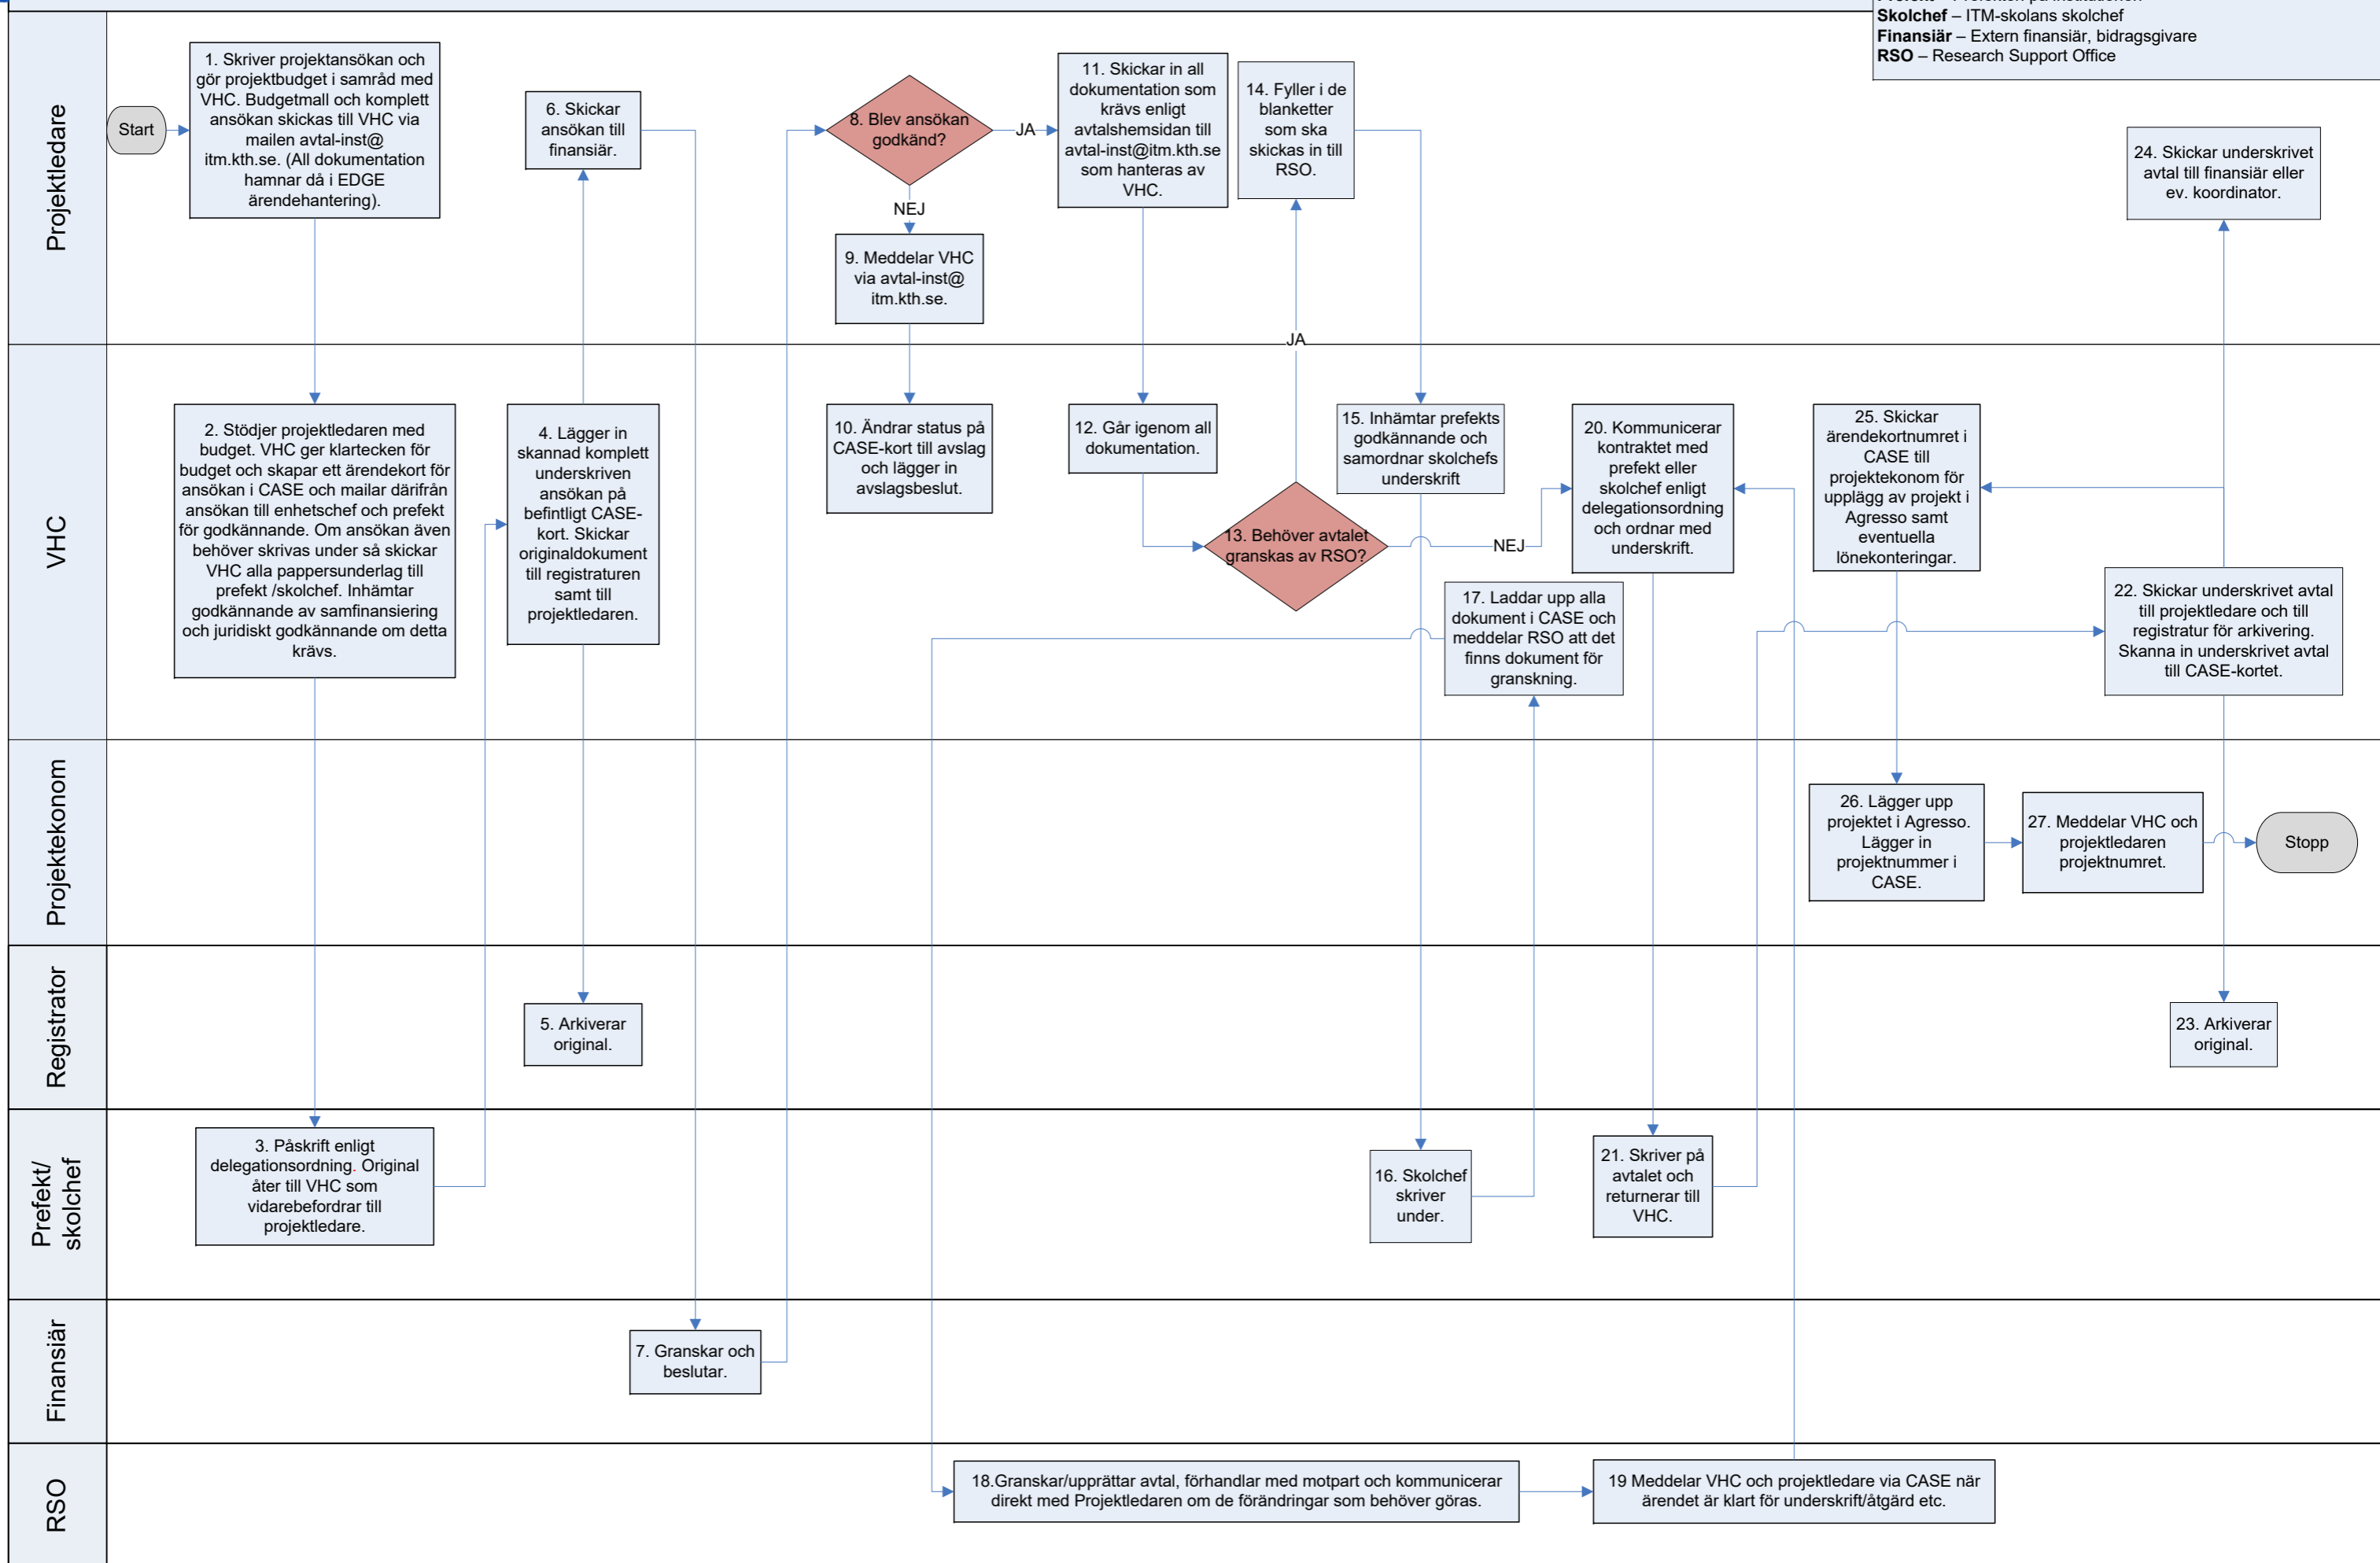 Skolchef – ITM-skolans skolchef
Finansiär – Extern finansiär, bidragsgivare
RSO – Research Support Office
Projektledare
Start
1. Skriver projektansökan och
gör projektbudget i samråd med
VHC. Budgetmall och komplett
ansökan skickas till VHC via
mailen avtal-inst@
itm.kth.se. (All dokumentation
hamnar då i EDGE
ärendehantering).
6. Skickar
ansökan till
finansiär.
8. Blev ansökan
godkänd?
JA
NEJ
9. Meddelar VHC
via avtal-inst@
itm.kth.se.
11. Skickar in all
dokumentation som
krävs enligt
avtalshemsidan till
avtal-inst@itm.kth.se
som hanteras av
VHC.
14. Fyller i de
blanketter
som ska
skickas in till
RSO.
24. Skickar underskrivet
avtal till finansiär eller
ev. koordinator.
JA
VHC
2. Stödjer projektledaren med
budget. VHC ger klartecken för
budget och skapar ett ärendekort för
ansökan i CASE och mailar därifrån
ansökan till enhetschef och prefekt
för godkännande. Om ansökan även
behöver skrivas under så skickar
VHC alla pappersunderlag till
prefekt /skolchef. Inhämtar
godkännande av samfinansiering
och juridiskt godkännande om detta
krävs.
4. Lägger in
skannad komplett
underskriven
ansökan på
befintligt CASE-
kort. Skickar
originaldokument
till registraturen
samt till
projektledaren.
10. Ändrar status på
CASE-kort till avslag
och lägger in
avslagsbeslut.
12. Går igenom all
dokumentation.
13. Behöver avtalet
granskas av RSO?
NEJ
15. Inhämtar prefekts
godkännande och
samordnar skolchefs
underskrift
17. Laddar upp alla
dokument i CASE och
meddelar RSO att det
finns dokument för
granskning.
20. Kommunicerar
kontraktet med
prefekt eller
skolchef enligt
delegationsordning
och ordnar med
underskrift.
25. Skickar
ärendekortnumret i
CASE till
projektekonom för
upplägg av projekt i
Agresso samt
eventuella
lönekonteringar.
22. Skickar underskrivet avtal
till projektledare och till
registratur för arkivering.
Skanna in underskrivet avtal
till CASE-kortet.
Projektekonom
26. Lägger upp
projektet i Agresso.
Lägger in
projektnummer i
CASE.
27. Meddelar VHC och
projektledaren
projektnumret.
Stopp
Registrator
5. Arkiverar
original.
23. Arkiverar
original.
Prefekt/
skolchef
3. Påskrift enligt
delegationsordning. Original
åter till VHC som
vidarebefordrar till
projektledare.
16. Skolchef
skriver
under.
21. Skriver på
avtalet och
returnerar till
VHC.
Finansiär
7. Granskar och
beslutar.
RSO
18.Granskar/upprättar avtal, förhandlar med motpart och kommunicerar
direkt med Projektledaren om de förändringar som behöver göras.
19 Meddelar VHC och projektledare via CASE när
ärendet är klart för underskrift/åtgärd etc.